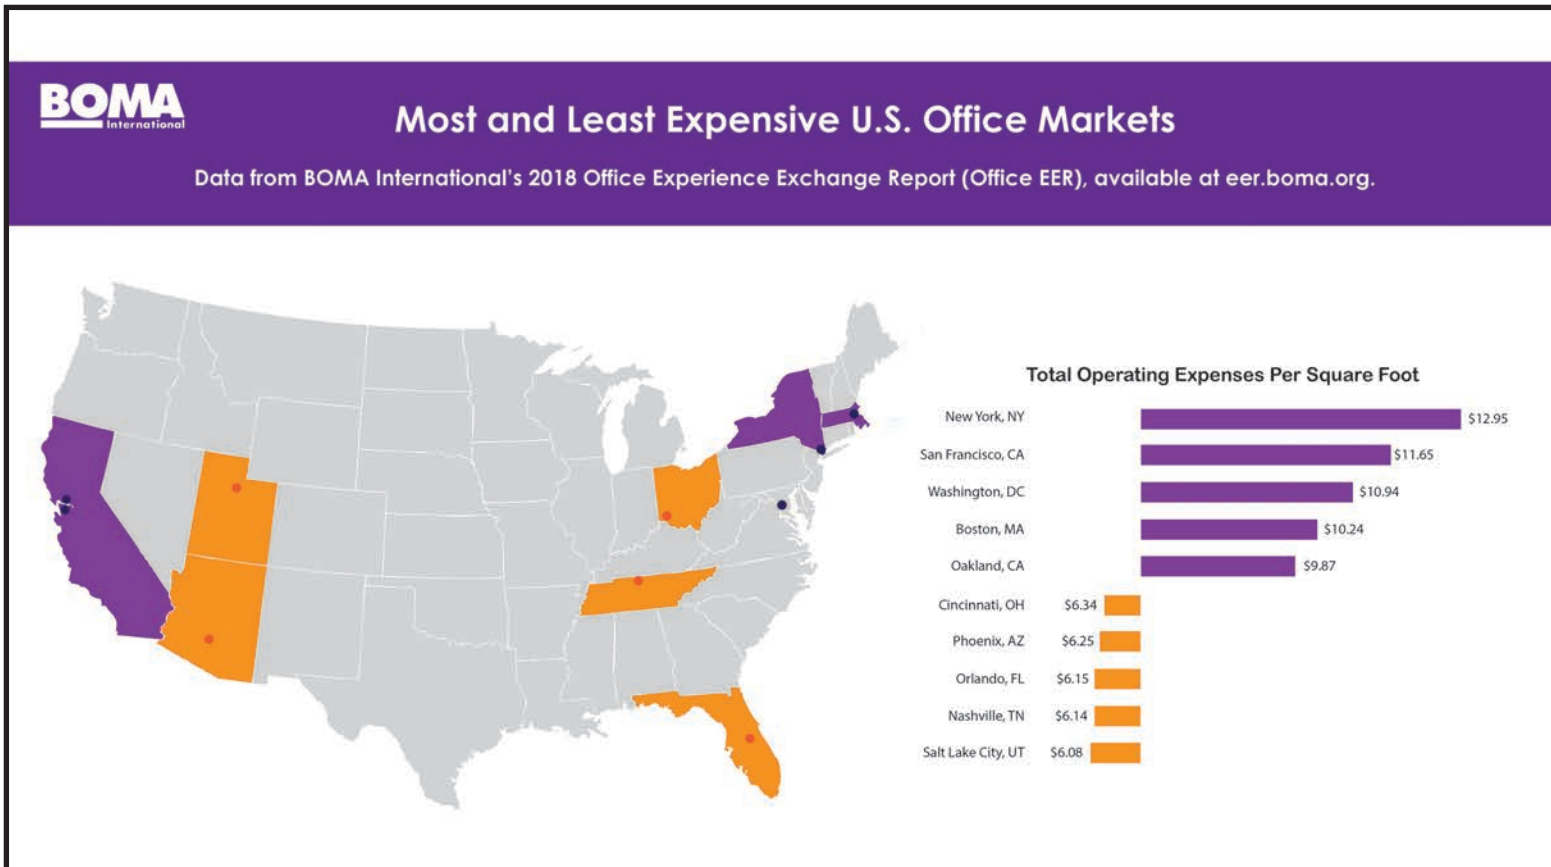 BOMA
International
Most and Least Expensive U.S. Office Markets
Data from BOMA International's 2018 Office Experience Exchange Report (Office EER), available at eer.boma.org.
Total Operating Expenses Per Square Foot
New York, NY $12.95
San Francisco, CA $11.65
Washington, DC $10.94
Boston, MA $10.24
Oakland, CA $9.87
Cincinnati, OH $6.34
Phoenix, AZ $6.25
Orlando, FL $6.15
Nashville, TN $6.14
Salt Lake City, UT $6.08